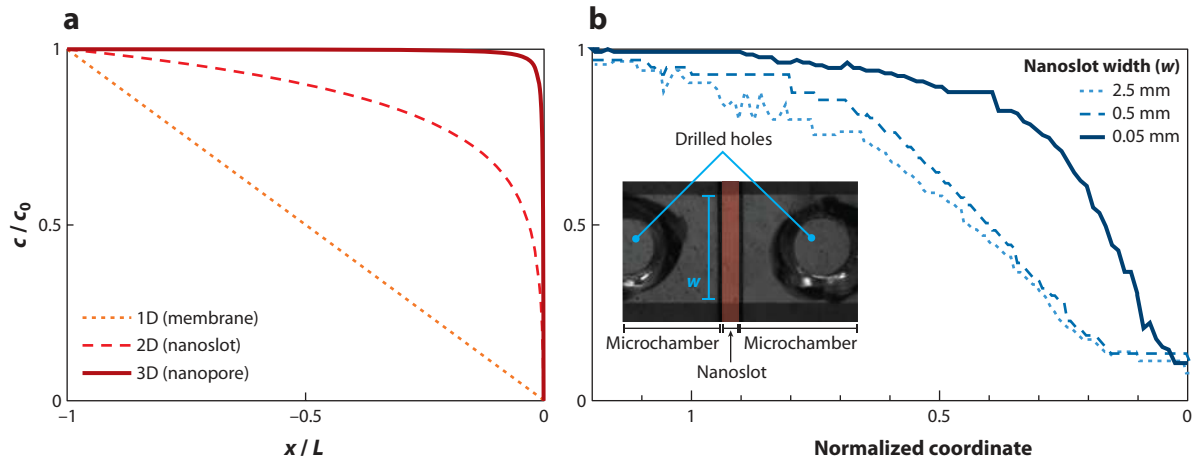 a
1
0.5
0
c / c0
1D (membrane)
2D (nanoslot)
3D (nanopore)
−1
−0.5
0
x / L
b
1
0.5
0
Nanoslot width (w)
2.5 mm
0.5 mm
0.05 mm
Drilled holes
w
Microchamber
Microchamber
Nanoslot
1
0.5
0
Normalized coordinate